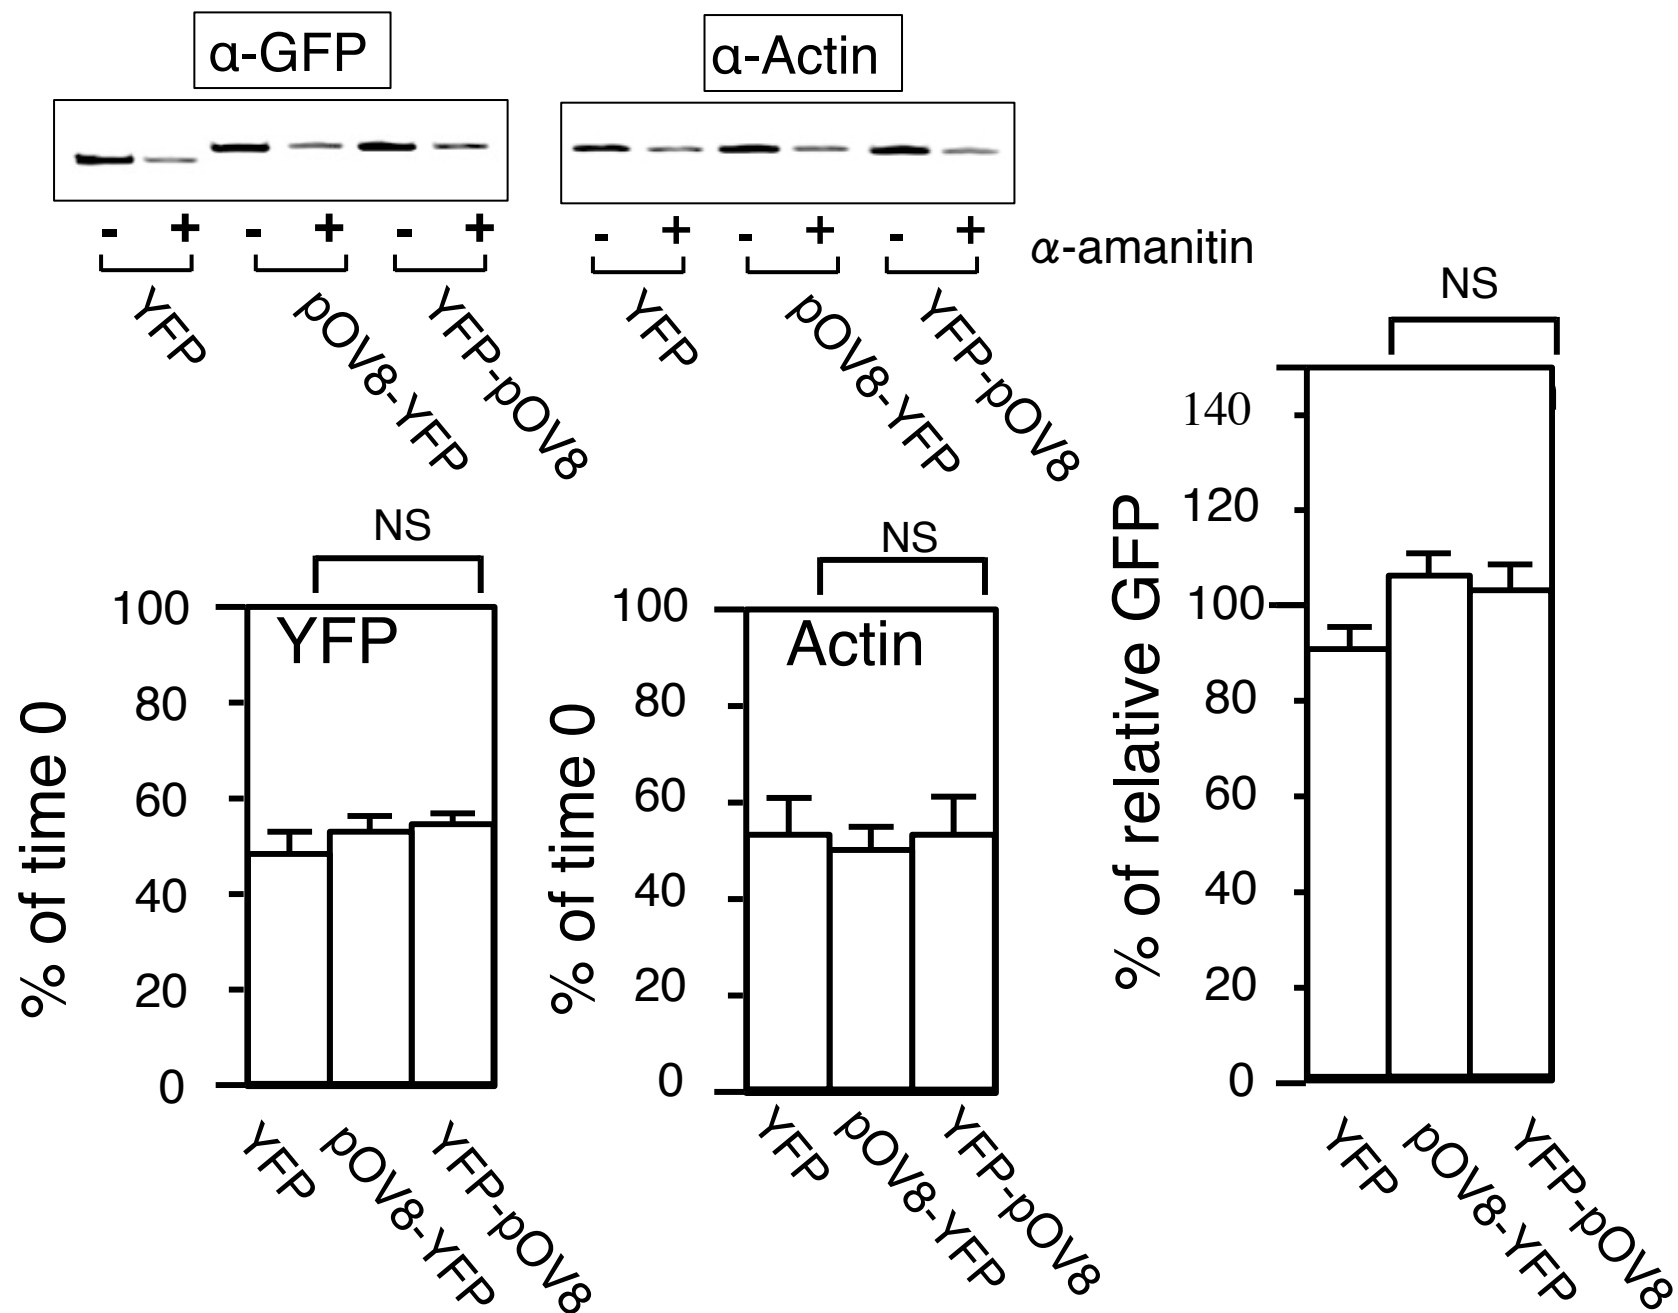 α-GFP
α-Actin
- + - + - +
- + - + - +
α-amanitin
YFP
pOV8-YFP
YFP-pOV8
YFP
pOV8-YFP
YFP-pOV8
NS
YFP
% of time 0
100
80
60
40
20
0
YFP
pOV8-YFP
YFP-pOV8
NS
Actin
% of time 0
100
80
60
40
20
0
YFP
pOV8-YFP
YFP-pOV8
NS
% of relative GFP
140
120
100
80
60
40
20
0
YFP
pOV8-YFP
YFP-pOV8